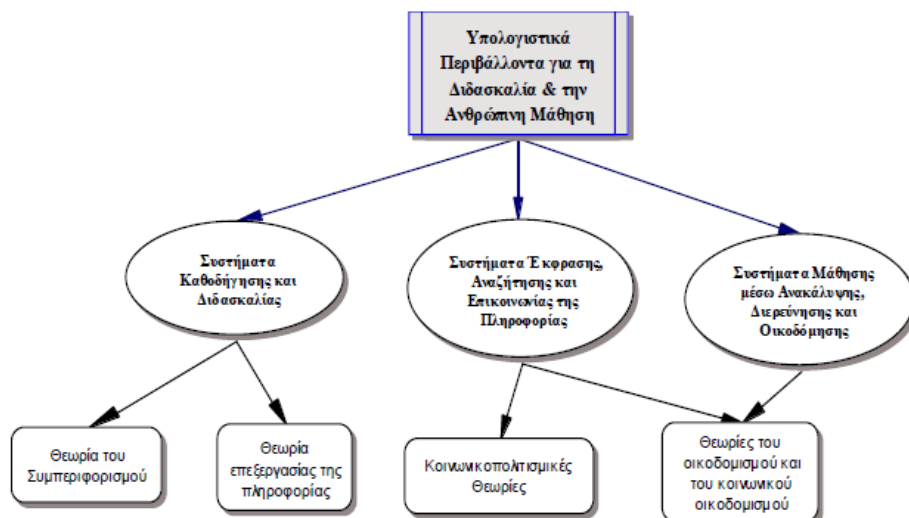 Υπολογιστικά
Περιβάλλοντα για τη
Διδασκαλία & την
Ανθρώπινη Μάθηση
Συστήματα
Καθοδήγησης και
Διδασκαλίας
Συστήματα Έκφρασης,
Αναζήτησης και
Επικοινωνίας της
Πληροφορίας
Συστήματα Μάθησης
μέσω Ανακάλυψης,
Διερεύνησης και
Οικοδόμησης
Θεωρία του
Συμπεριφορισμού
Θεωρία
επεξεργασίας της
πληροφορίας
Κοινωνικοπολιτισμικές
Θεωρίες
Θεωρίες του
οικοδομισμού και
του κοινωνικού
οικοδομισμού